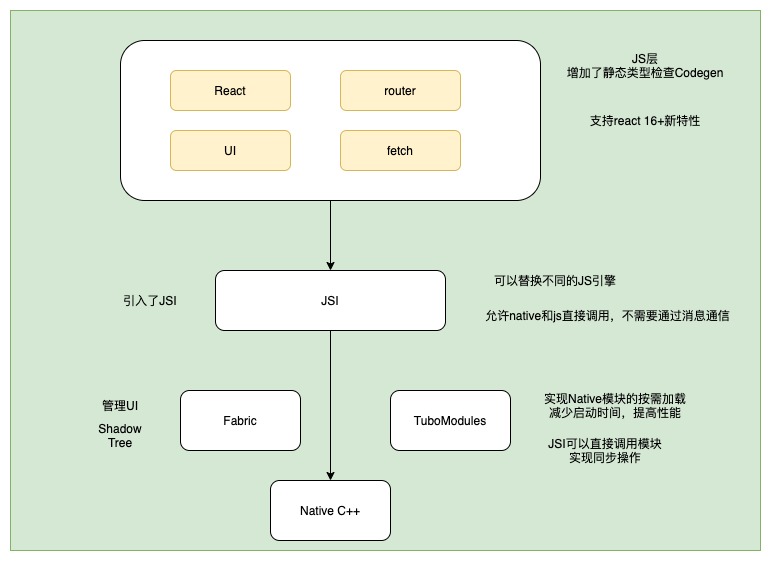 JS层
增加了静态类型检查Codegen
React
router
支持react 16+新特性
UI
fetch
引入了JSI
JSI
可以替换不同的JS引擎
允许native和js直接调用，不需要通过消息通信
管理UI
Shadow
Tree
Fabric
TuboModules
实现Native模块的按需加载
减少启动时间，提高性能
JSI可以直接调用模块
实现同步操作
Native C++